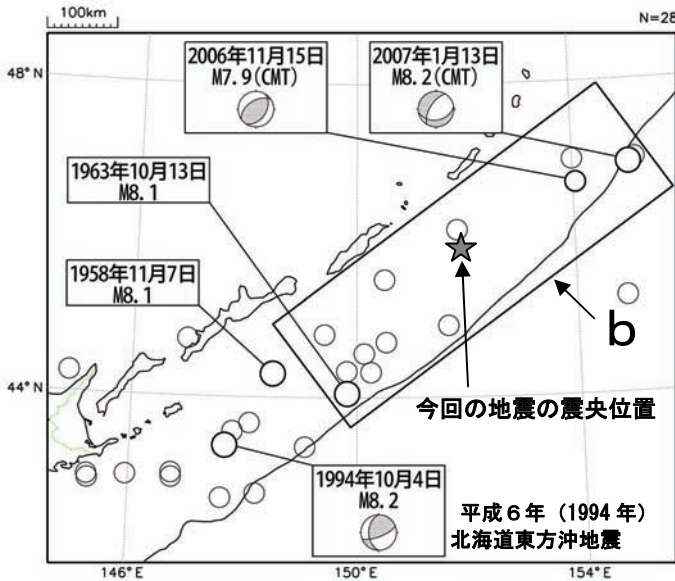 100km
N=28
48°N
2006年11月15日
M7.9(CMT)
2007年1月13日
M8.2(CMT)
1963年10月13日
M8.1
1958年11月7日
M8.1
b
44°N
今回の地震の震央位置
1994年10月4日
M8.2
平成6年（1994年）
北海道東方沖地震
146°E
150°E
154°E